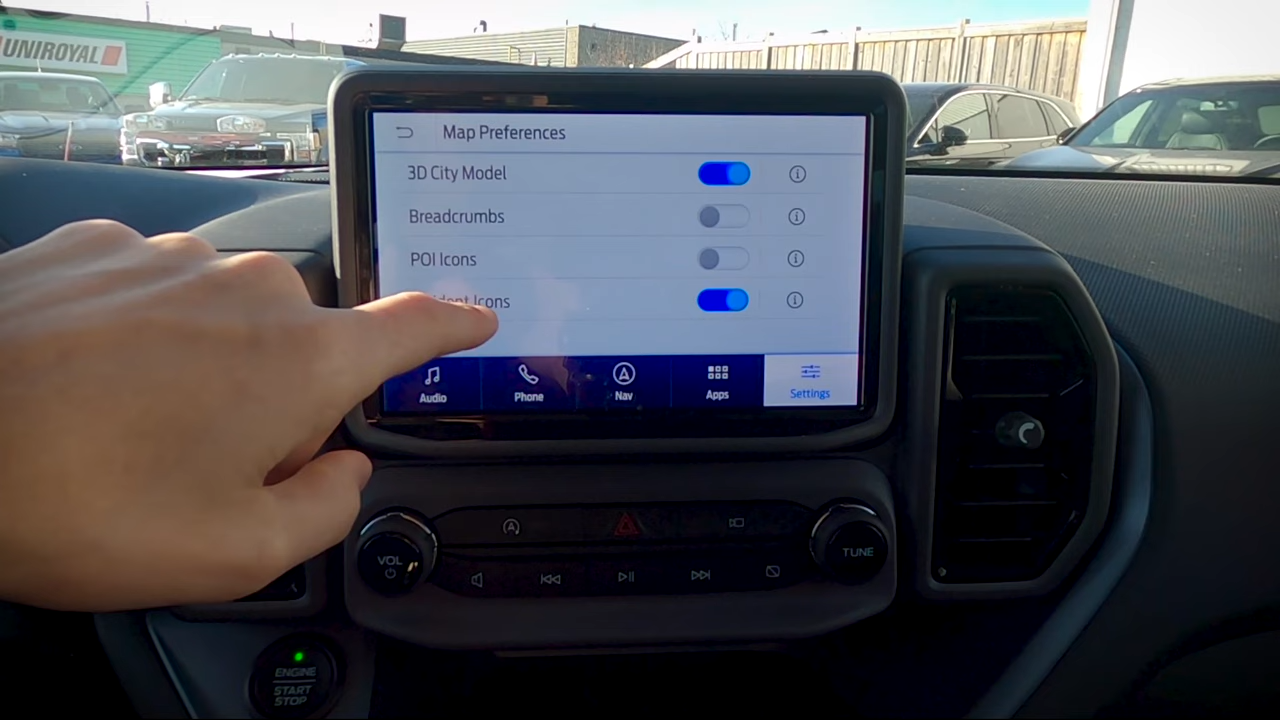 UNIROYAL
Map Preferences
3D City Model
Breadcrumbs
POI Icons
Icons
Audio
Phone
Nav
Apps
Settings
VOL
TUNE
ENGINE
START
STOP